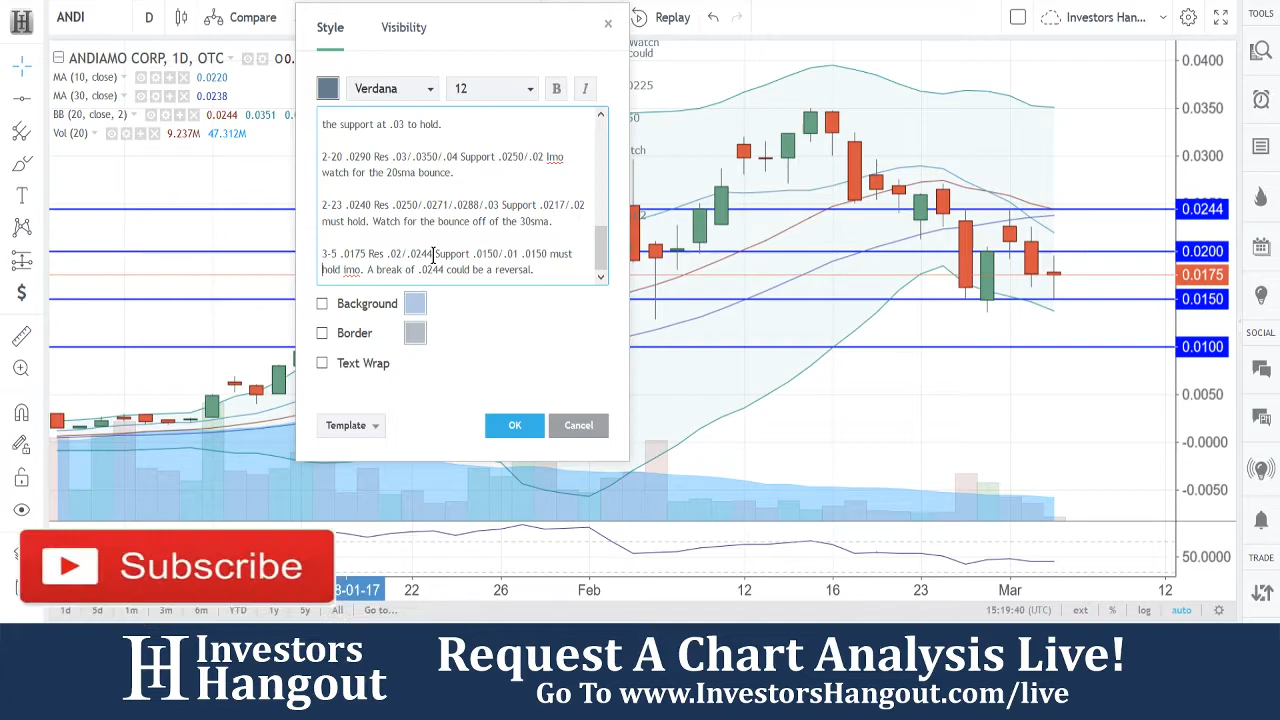 ANDI
D
Compare
Replay
Investors Han...
TOOLS
ANDIAMO CORP, 1D, OTC
MA (10, close)
0.0220
MA (30, close)
0.0238
BB (20, close, 2)
0.0244 0.0351
Vol (20)
9.237M 47.312M
Style
Visibility
Verdana
12
B
I
the support at .03 to hold.
2-20 .0290 Res .03/.0350/.04 Support .0250/.02 Imo
watch for the 20sma bounce.
2-23 .0240 Res .0250/.0271/.0288/.03 Support .0217/.02
must hold. Watch for the bounce off of the 30sma.
3-5 .0175 Res .02/.0244 Support .0150/.01 .0150 must
hold imo. A break of .0244 could be a reversal.
Background
Border
Text Wrap
Template
OK
Cancel
Watch
could
0225
0.0400
0.0350
0.0300
0.0244
0.0200
0.0175
0.0150
0.0100
0.0050
-0.0000
-0.0050
50.0000
SOCIAL
TRADE
8-01-17
22
26
Feb
12
16
23
Mar
12
1d
5d
1m
3m
6m
YTD
1y
5y
All
Go to...
15:19:40 (UTC)
ext
%
log
auto
Subscribe
Investors
Hangout
Request A Chart Analysis Live!
Go To www.InvestorsHangout.com/live